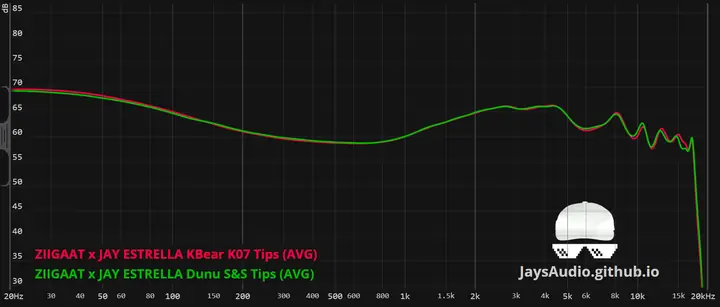 dB
85
80
75
70
65
60
55
50
45
40
35
30
ZIIGAAT x JAY ESTRELLA KBear K07 Tips (AVG)
ZIIGAAT x JAY ESTRELLA Dunu S&S Tips (AVG)
JaysAudio.github.io
20Hz 30 40 50 60 80 100 150 200 300 400 500 600 800 1k 1.5k 2k 3k 4k 5k 6k 8k 10k 15k 20kHz